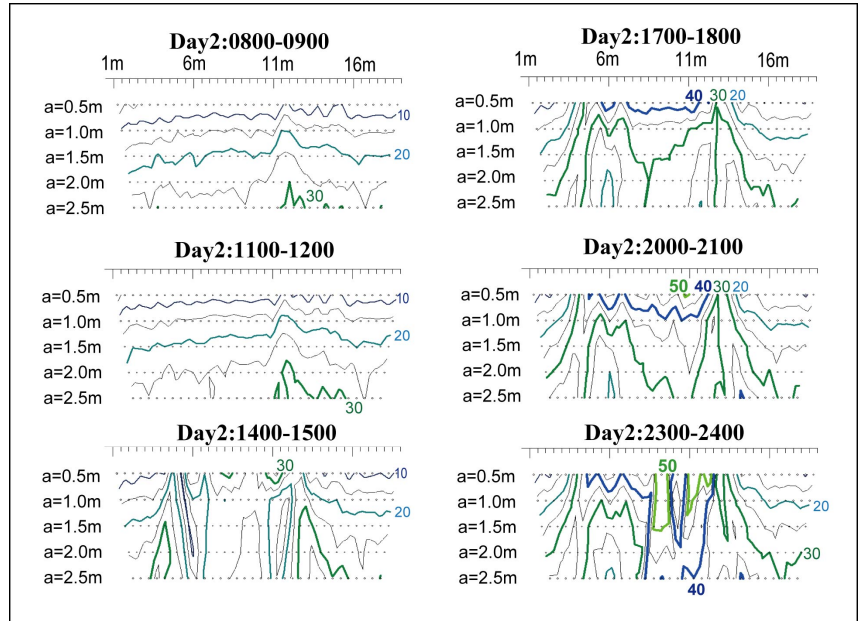 Day2:0800-0900
1m 6m 11m 16m
a=0.5m
10
a=1.0m
a=1.5m
20
a=2.0m
30
a=2.5m
Day2:1100-1200
a=0.5m
10
a=1.0m
a=1.5m
20
a=2.0m
a=2.5m
30
Day2:1400-1500
30
a=0.5m
10
a=1.0m
20
a=1.5m
a=2.0m
a=2.5m
Day2:1700-1800
1m 6m 11m 16m
40 30 20
a=0.5m
a=1.0m
a=1.5m
a=2.0m
a=2.5m
Day2:2000-2100
50 40 30 20
a=0.5m
a=1.0m
a=1.5m
a=2.0m
a=2.5m
Day2:2300-2400
50
a=0.5m
a=1.0m
20
a=1.5m
a=2.0m
30
a=2.5m
40